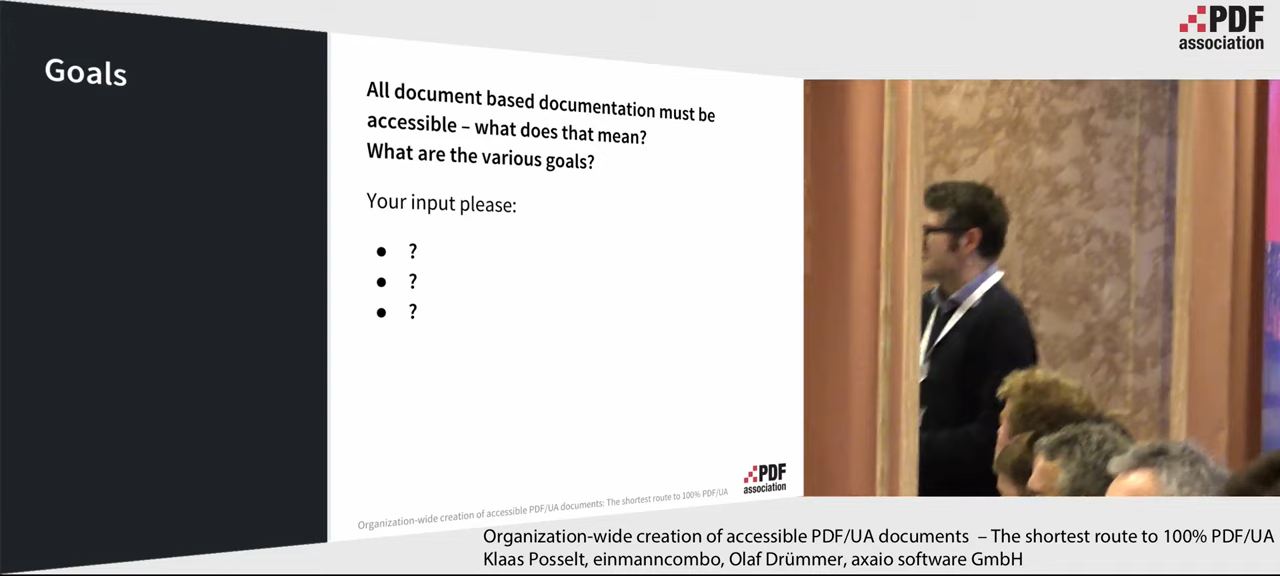 PDF
association
Goals
All document based documentation must be
accessible – what does that mean?
What are the various goals?
Your input please:
● ?
● ?
● ?
PDF
association
Organization-wide creation of accessible PDF/UA documents: The shortest route to 100% PDF/UA
Organization-wide creation of accessible PDF/UA documents – The shortest route to 100% PDF/UA
Klaas Posselt, einmanncombo, Olaf Drümmer, axaio software GmbH